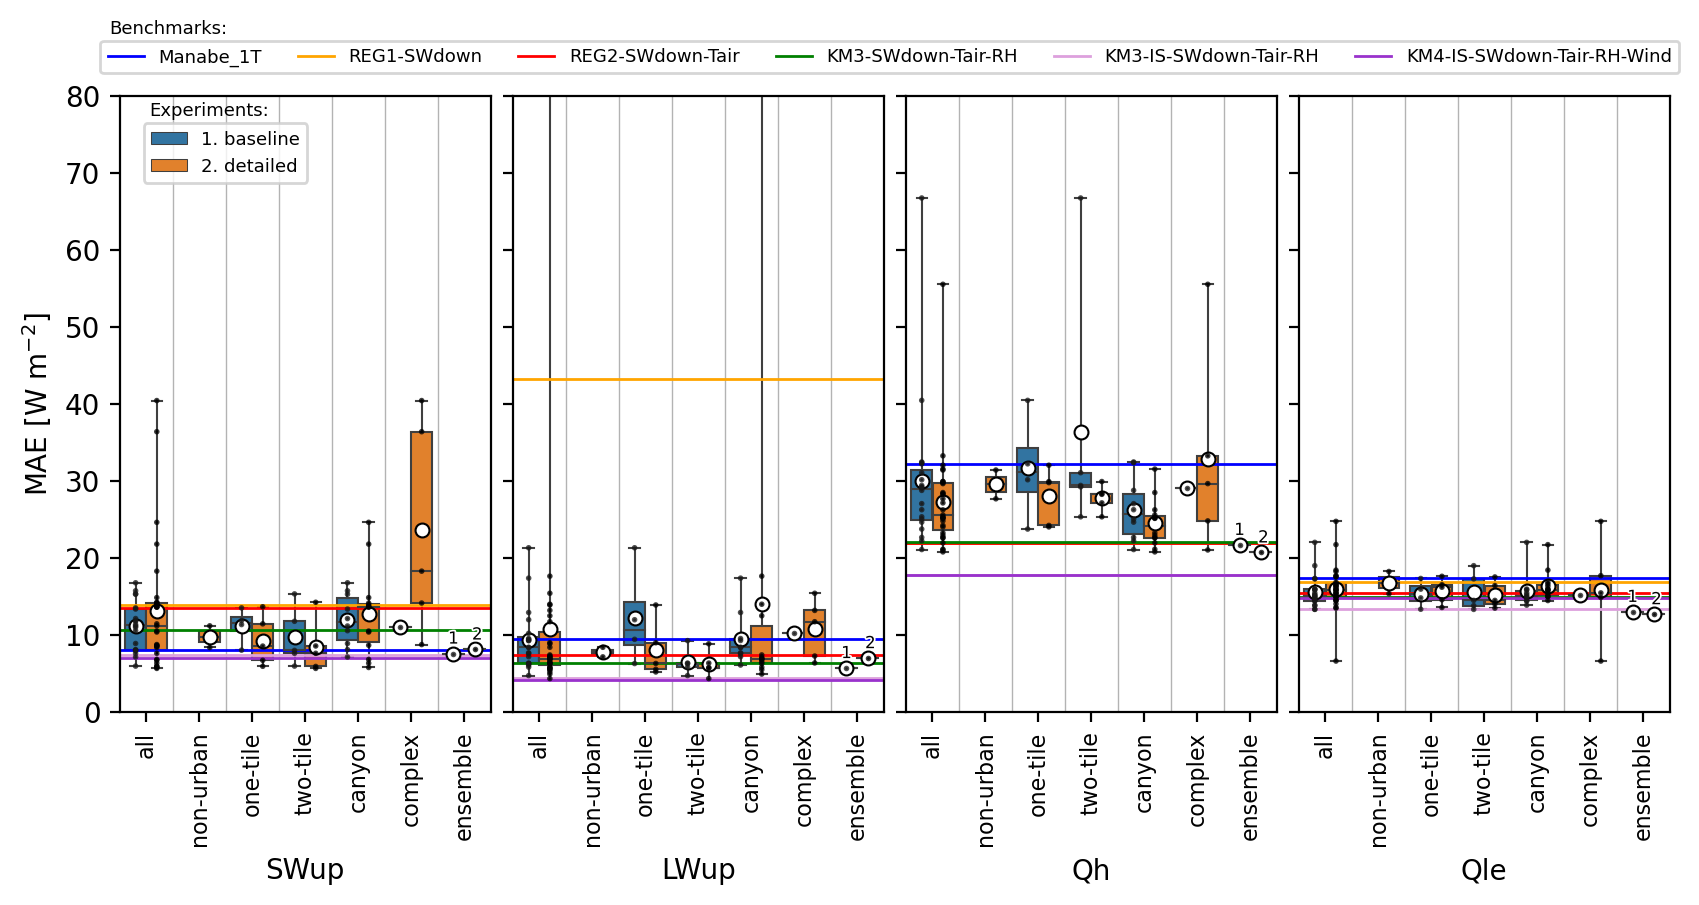 Benchmarks:
Manabe_1T REG1-SWdown REG2-SWdown-Tair KM3-SWdown-Tair-RH KM3-IS-SWdown-Tair-RH KM4-IS-SWdown-Tair-RH-Wind
Experiments:
1. baseline
2. detailed
MAE [W m⁻²]
80
70
60
50
40
30
20
10
0
1 2
1 2
1 2
1 2
all non-urban one-tile two-tile canyon complex ensemble
all non-urban one-tile two-tile canyon complex ensemble
all non-urban one-tile two-tile canyon complex ensemble
all non-urban one-tile two-tile canyon complex ensemble
SWup LWup Qh Qle